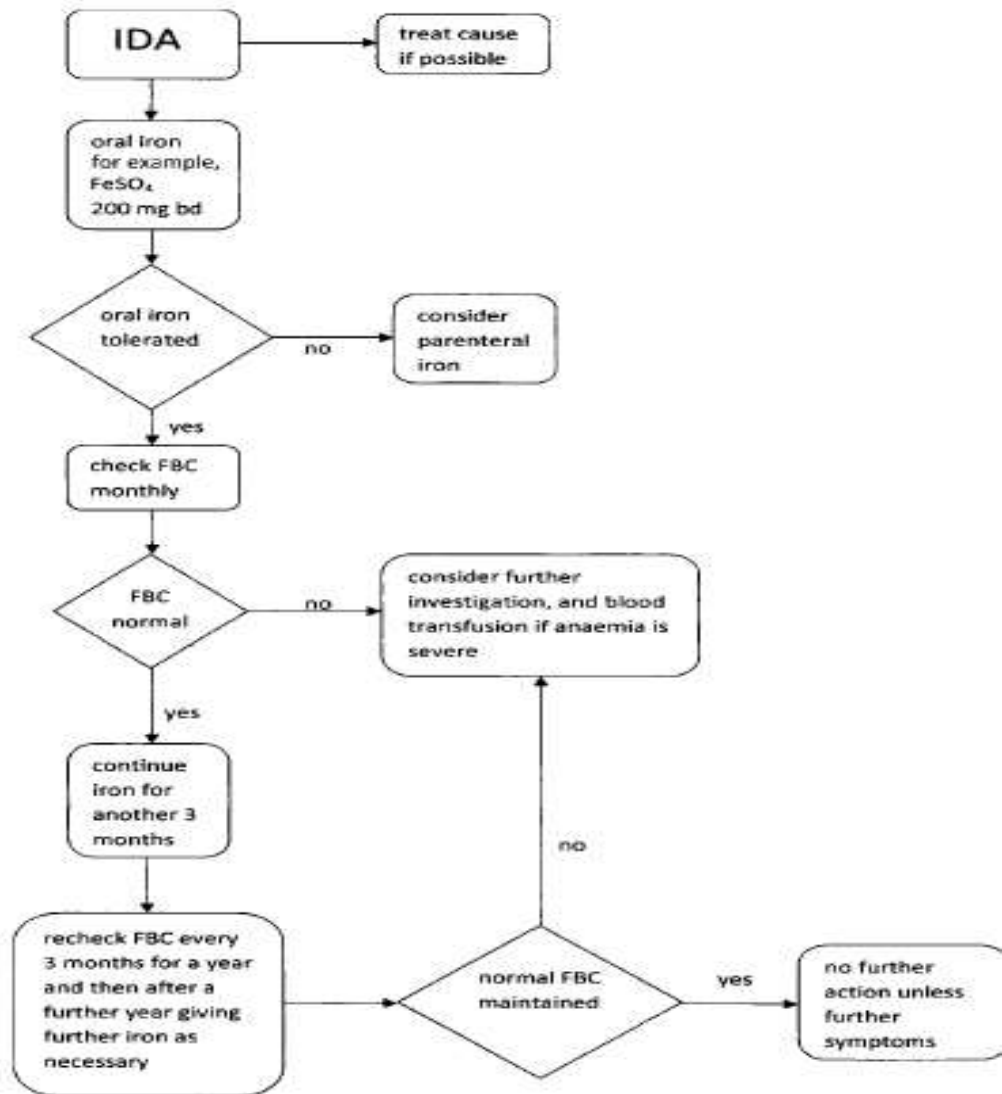 IDA
treat cause
if possible
oral iron
for example,
FeSO₄
200 mg bd
oral iron
tolerated
no
consider
parenteral
iron
yes
check FBC
monthly
FBC
normal
no
consider further
investigation, and blood
transfusion if anaemia is
severe
yes
continue
iron for
another 3
months
no
recheck FBC every
3 months for a year
and then after a
further year giving
further iron as
necessary
normal FBC
maintained
yes
no further
action unless
further
symptoms